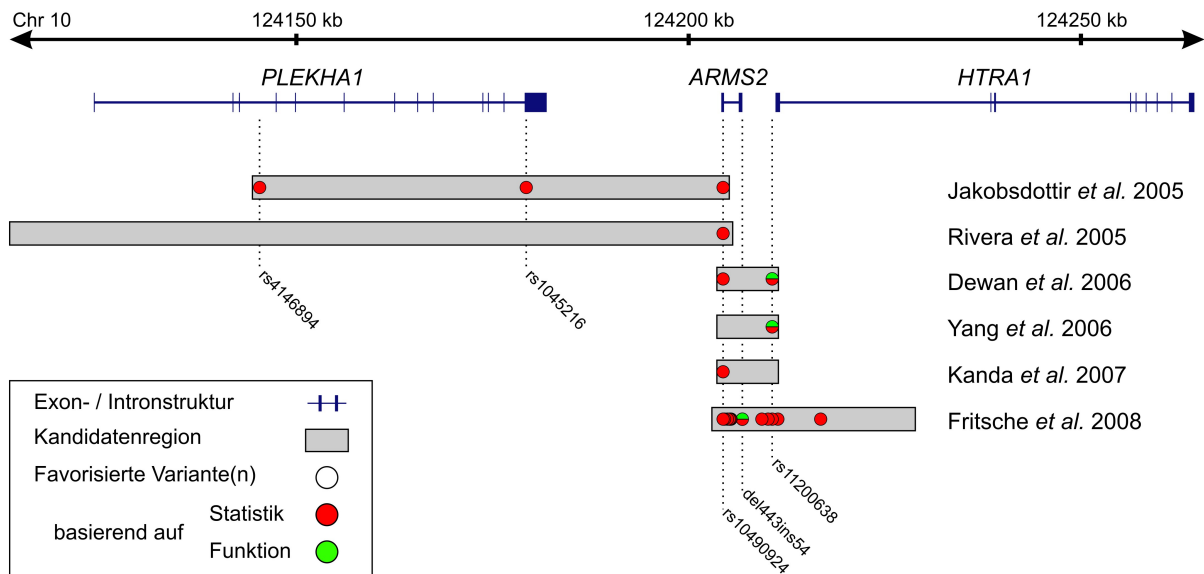 Chr 10
124150 kb
124200 kb
124250 kb
PLEKHA1
ARMS2
HTRA1
Jakobsdottir et al. 2005
Rivera et al. 2005
Dewan et al. 2006
Yang et al. 2006
Kanda et al. 2007
Fritsche et al. 2008
rs4146894
rs1045216
rs11200638
del443ins54
rs10490924
Exon- / Intronstruktur
Kandidatenregion
Favorisierte Variante(n)
basierend auf
Statistik
Funktion